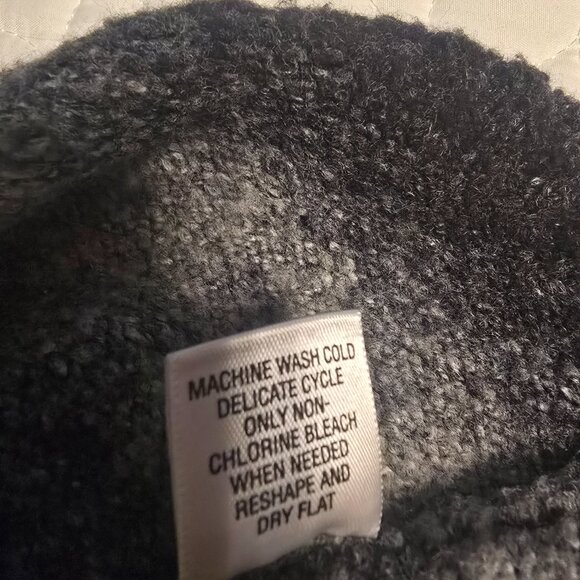 MACHINE WASH COLD
DELICATE CYCLE
ONLY NON-
CHLORINE BLEACH
WHEN NEEDED
RESHAPE AND
DRY FLAT